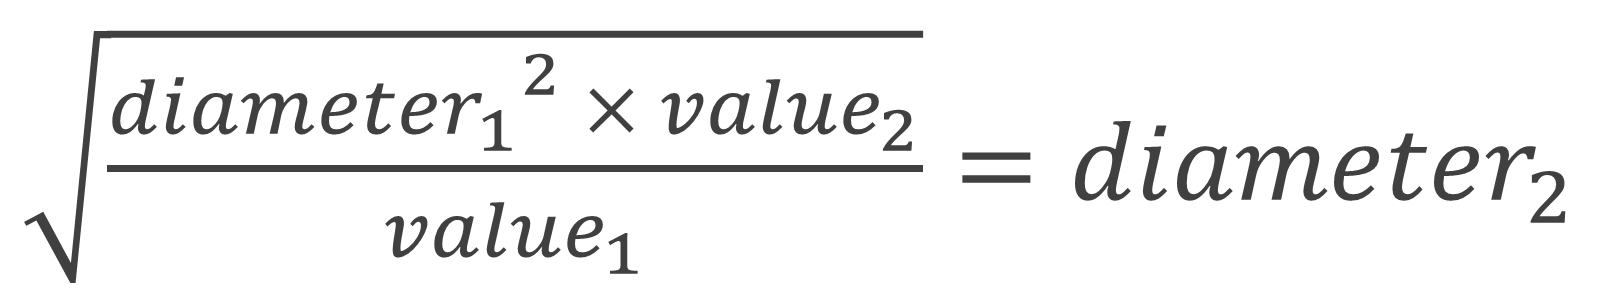 √(diameter₁² × value₂ / value₁) = diameter₂